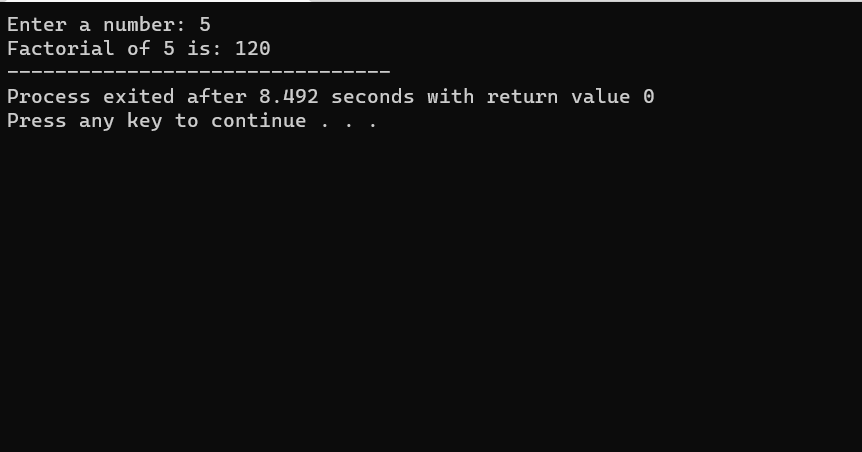 Enter a number: 5
Factorial of 5 is: 120
--------------------------------
Process exited after 8.492 seconds with return value 0
Press any key to continue . . .